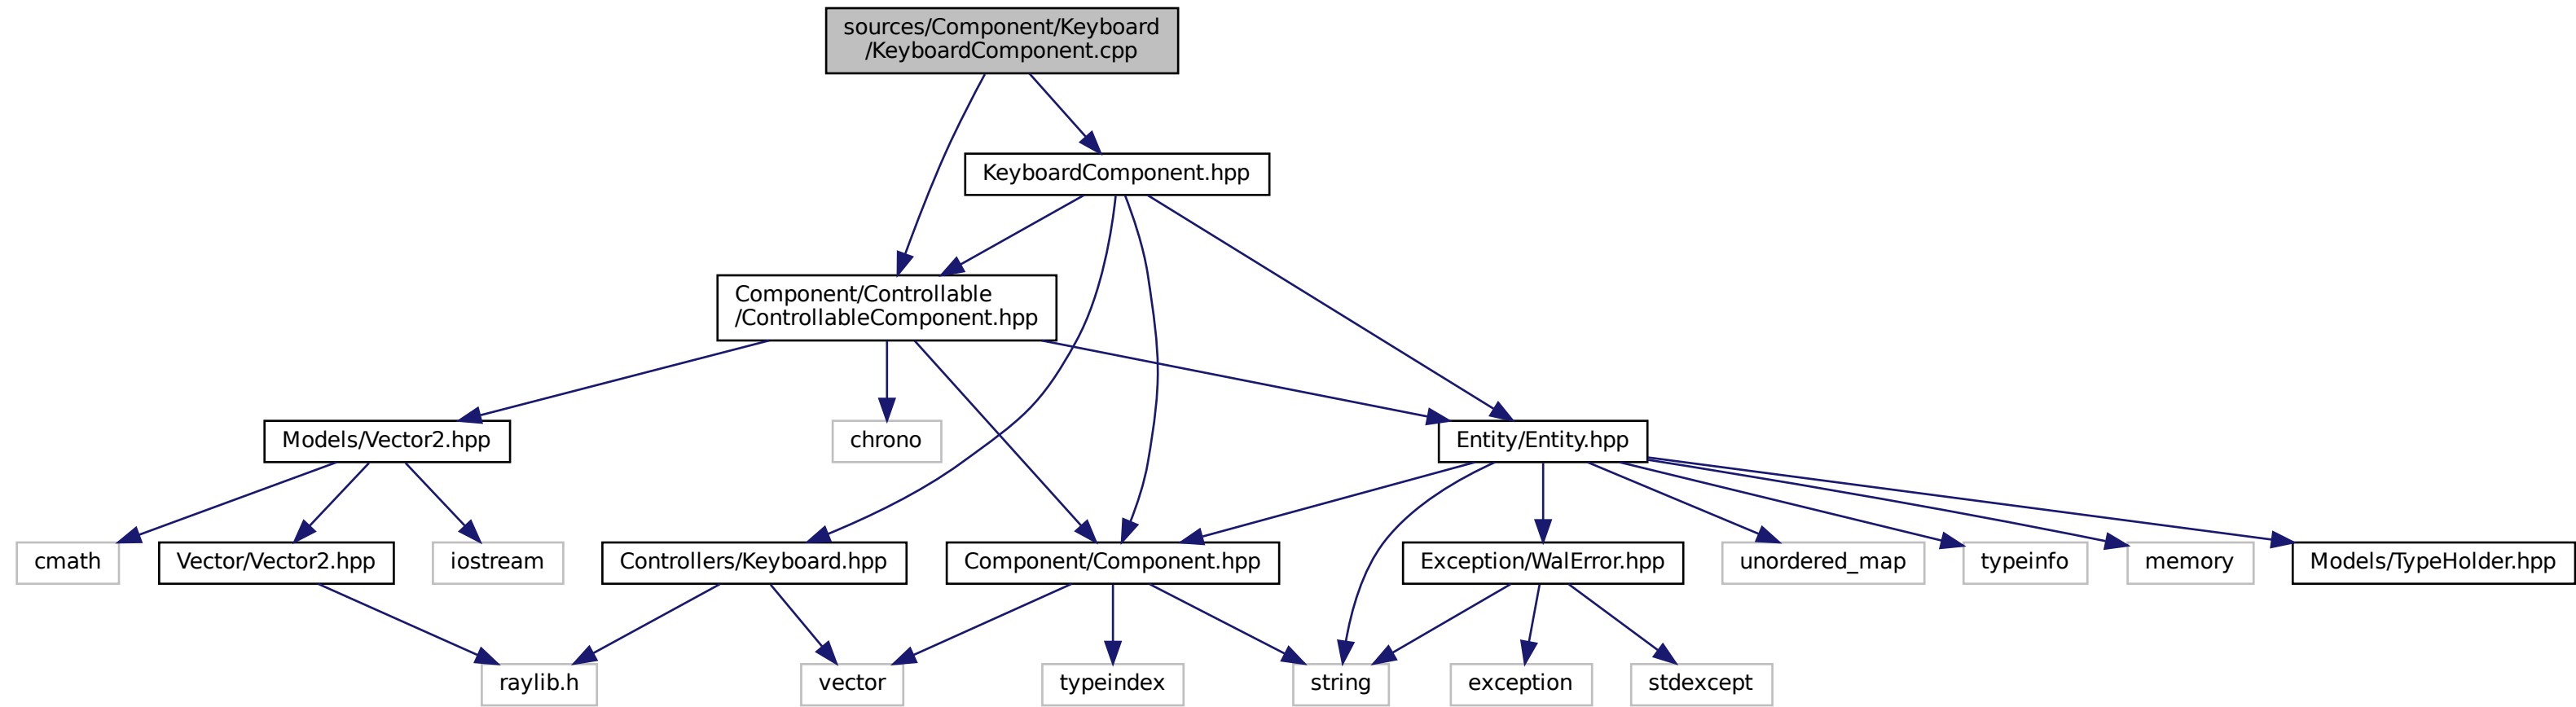 sources/Component/Keyboard
/KeyboardComponent.cpp
KeyboardComponent.hpp
Component/Controllable
/ControllableComponent.hpp
Models/Vector2.hpp
chrono
Entity/Entity.hpp
cmath
Vector/Vector2.hpp
iostream
Controllers/Keyboard.hpp
Component/Component.hpp
Exception/WalError.hpp
unordered_map
typeinfo
memory
Models/TypeHolder.hpp
raylib.h
vector
typeindex
string
exception
stdexcept